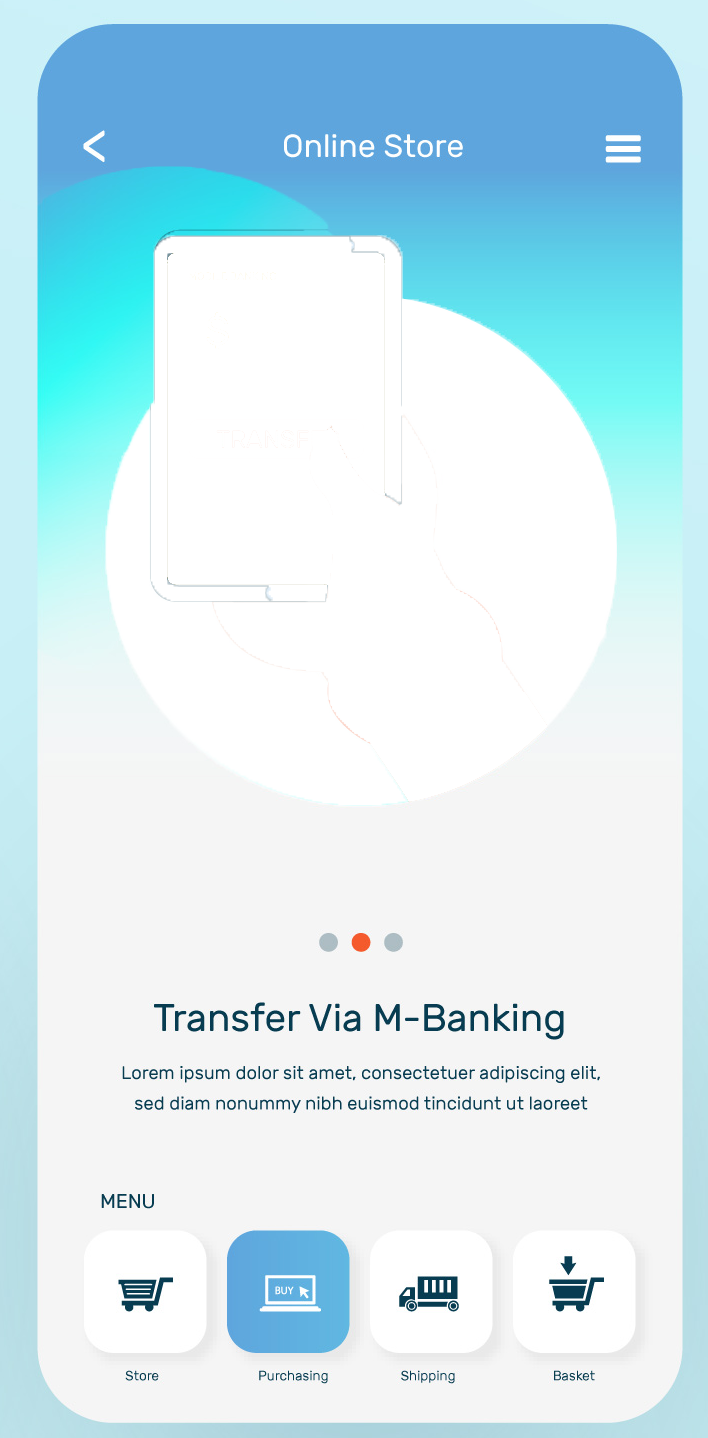 Online Store
Transfer Via M-Banking
Lorem ipsum dolor sit amet, consectetuer adipiscing elit,
sed diam nonummy nibh euismod tincidunt ut laoreet
MENU
BUY
Store
Purchasing
Shipping
Basket